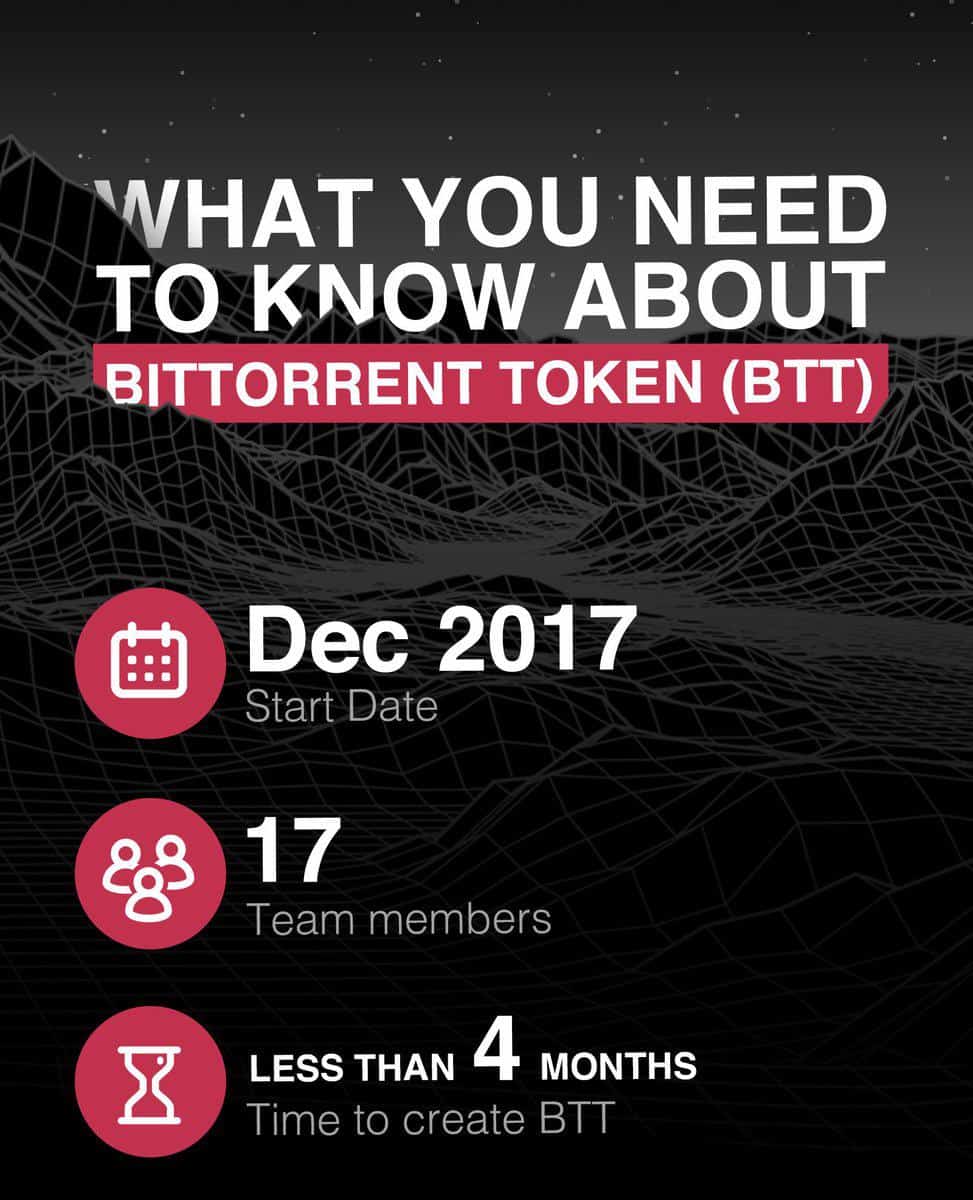 WHAT YOU NEED
TO KNOW ABOUT
BITTORRENT TOKEN (BTT)
Dec 2017
Start Date
17
Team members
LESS THAN 4 MONTHS
Time to create BTT